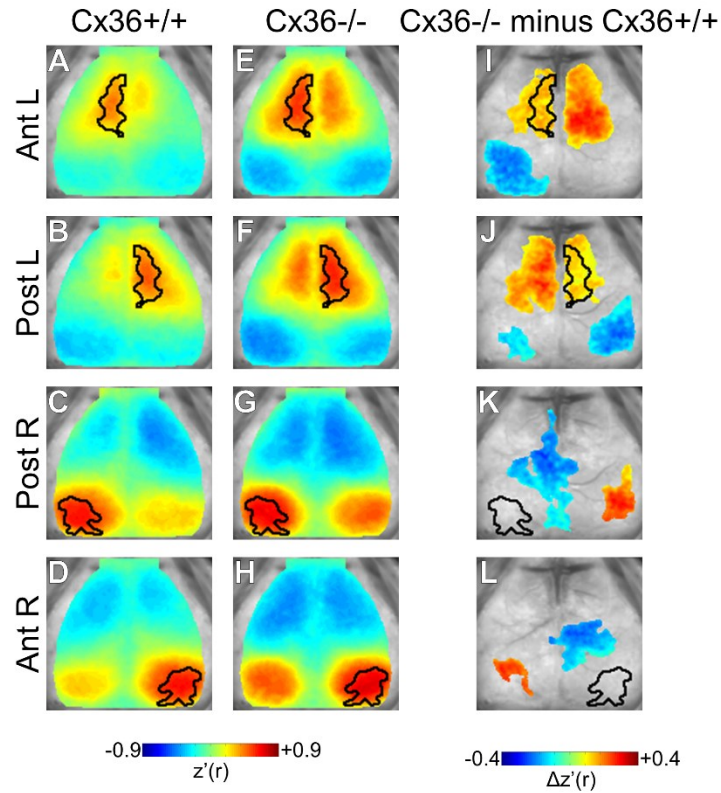 Cx36+/+ Cx36-/- Cx36-/- minus Cx36+/+
Ant L A E I
Post L B F J
Post R C G K
Ant R D H L
-0.9 +0.9 -0.4 +0.4
z'(r) Δz'(r)